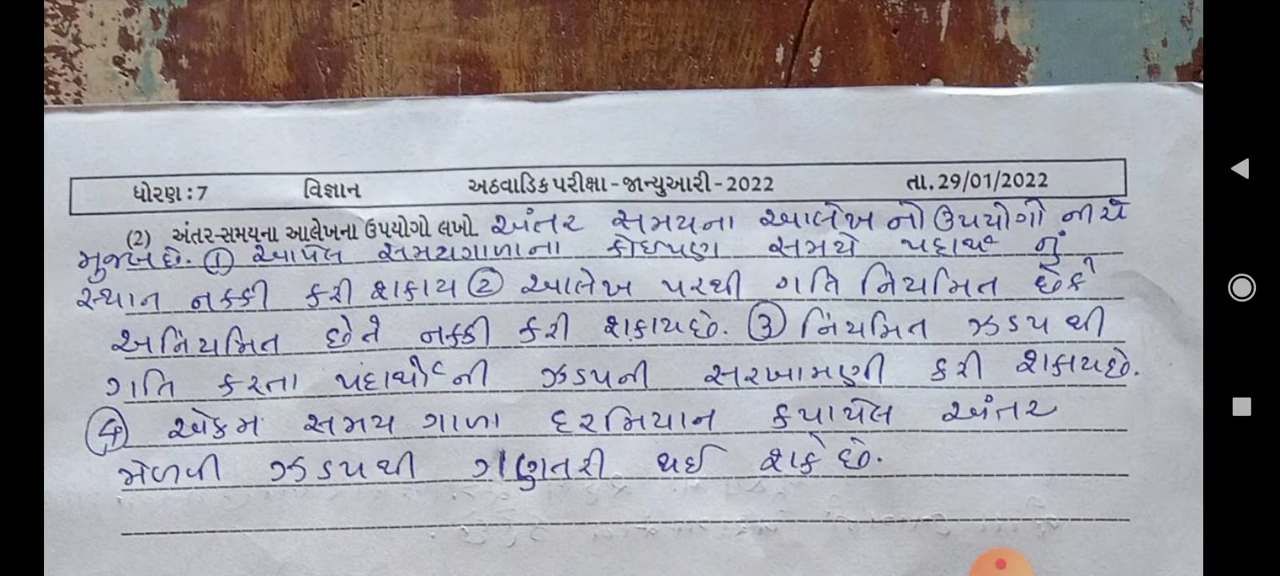 ધોરણ : 7 વિજ્ઞાન અઠવાડિક પરીક્ષા - જાન્યુઆરી - 2022 તા. 29/01/2022
(2) અંતર-સમયના આલેખના ઉપયોગો લખો. અંતર સમયના આલેખ નો ઉપયોગો નીચે
મુજબ છે. ① આપેલ સમયગાળાના કોઇપણ સમયે પદાર્થ નું
સ્થાન નક્કી કરી શકાય ② આલેખ પરથી ગતિ નિયમિત છે કે
અનિયમિત છે તે નક્કી કરી શકાય છે. ③ નિયમિત ઝડપ થી
ગતિ કરતા પદાર્થો ની ઝડપની સરખામણી કરી શકાય છે.
④ એકમ સમય ગાળા દરમિયાન કપાયેલ અંતર
મેળવી ઝડપથી ગણતરી થઈ શકે છે.